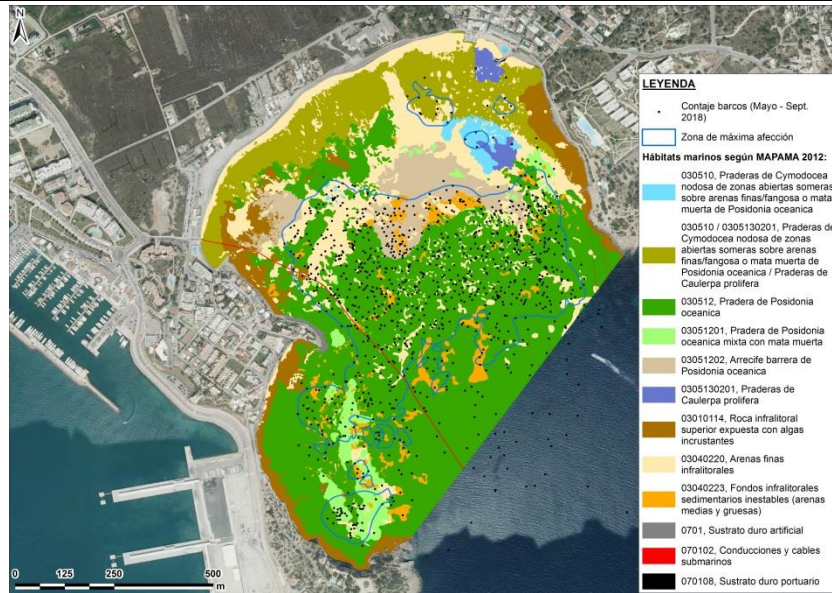 N
LEYENDA
Contaje barcos (Mayo - Sept.
2018)
Zona de máxima afección
Hábitats marinos según MAPAMA 2012:
030510, Praderas de Cymodocea
nodosa de zonas abiertas someras
sobre arenas finas/fangosa o mata
muerta de Posidonia oceanica
030510 / 0305130201, Praderas de
Cymodocea nodosa de zonas
abiertas someras sobre arenas
finas/fangosa o mata muerta de
Posidonia oceanica / Praderas de
Caulerpa prolifera
030512, Pradera de Posidonia
oceanica
03051201, Pradera de Posidonia
oceanica mixta con mata muerta
03051202, Arrecife barrera de
Posidonia oceanica
0305130201, Praderas de
Caulerpa prolifera
03010114, Roca infralitoral
superior expuesta con algas
incrustantes
03040220, Arenas finas
infralitorales
03040223, Fondos infralitorales
sedimentarios inestables (arenas
medias y gruesas)
0701, Sustrato duro artificial
070102, Conducciones y cables
submarinos
070108, Sustrato duro portuario
0 125 250 500
m